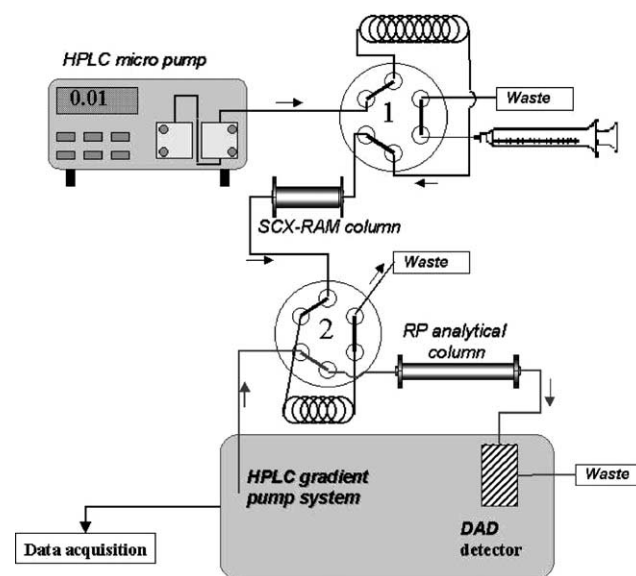 HPLC micro pump
0.01
1
Waste
SCX-RAM column
Waste
2
RP analytical
column
HPLC gradient
pump system
Waste
DAD
detector
Data acquisition